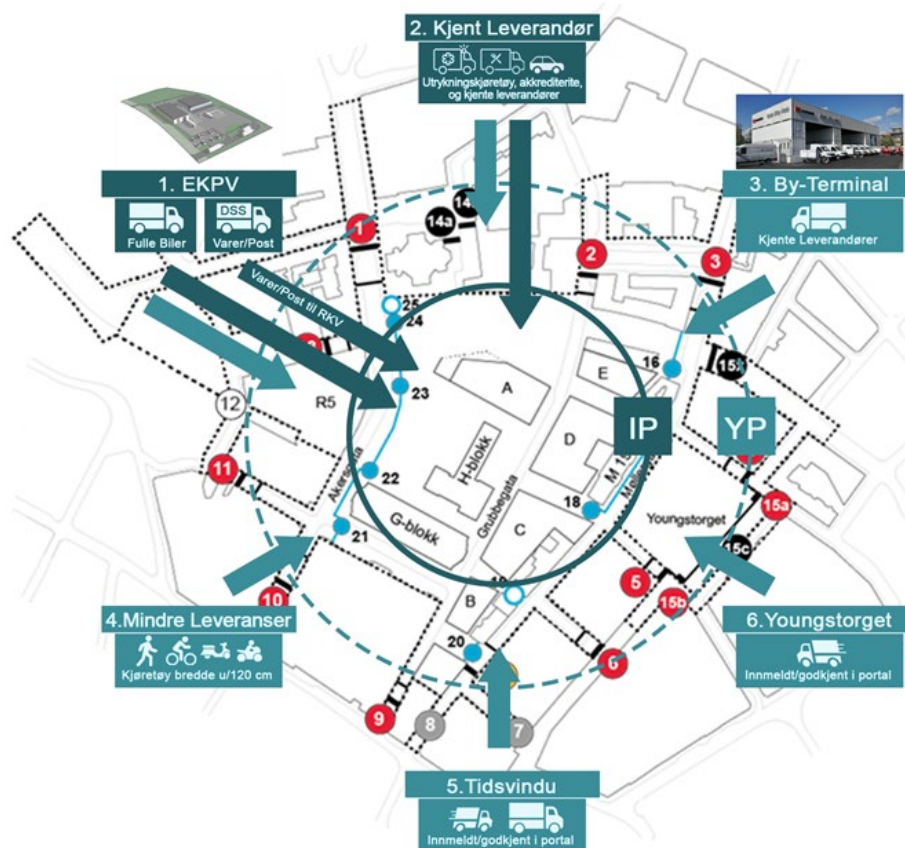 2. Kjent Leverandør
Utrykningskjøretøy, akkrediterite,
og kjente leverandører
1. EKPV
DSS
Fulle Biler
Varer/Post
3. By-Terminal
Kjente Leverandører
Varer/Post til RKV
1
14a
2
3
25
24
23
22
21
16
15x
12
11
10
R5
A
E
D
C
B
H-blokk
G-blokk
Akersgata
Grubbegata
IP
YP
18
Youngstorget
15a
15c
15b
5
6
20
9
8
7
4.Mindre Leveranser
Kjøretøy bredde u/120 cm
6.Youngstorget
Innmeldt/godkjent i portal
5.Tidsvindu
Innmeldt/godkjent i portal